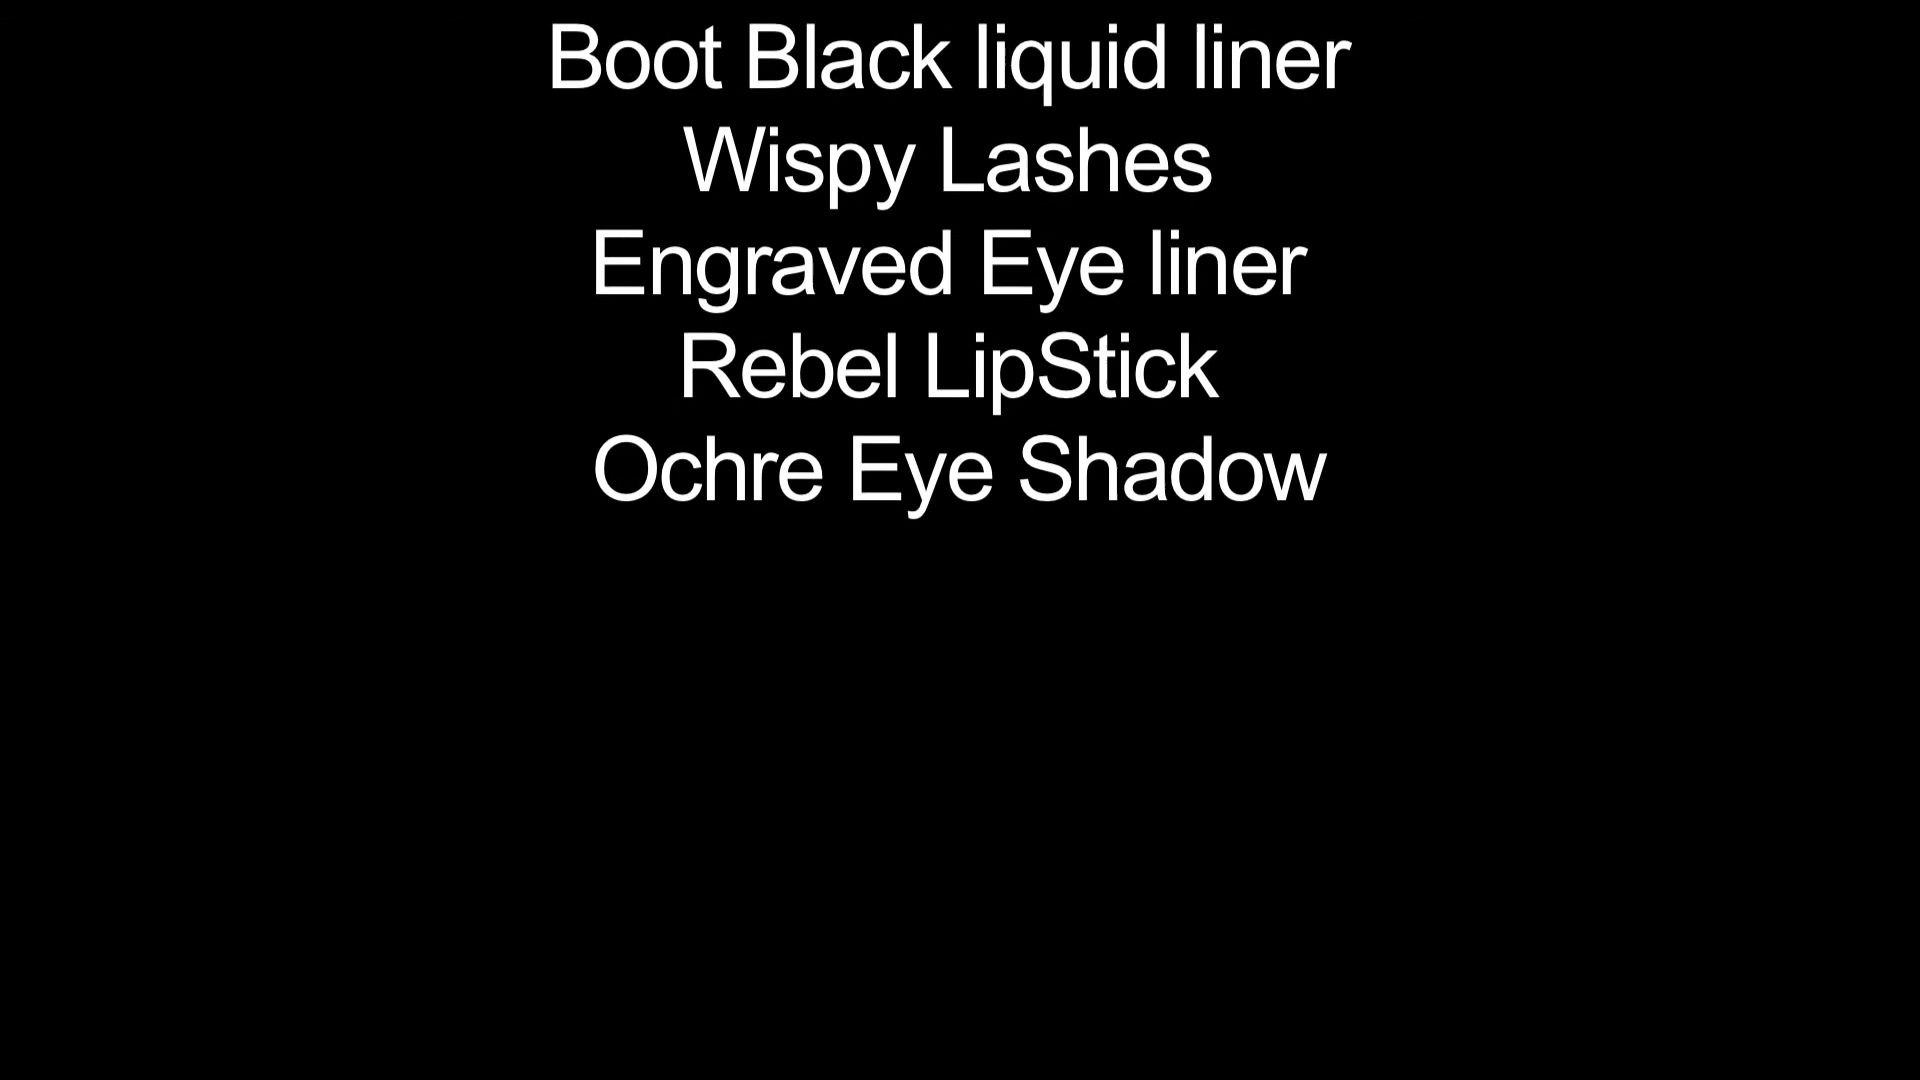 Boot Black liquid liner
Wispy Lashes
Engraved Eye liner
Rebel LipStick
Ochre Eye Shadow